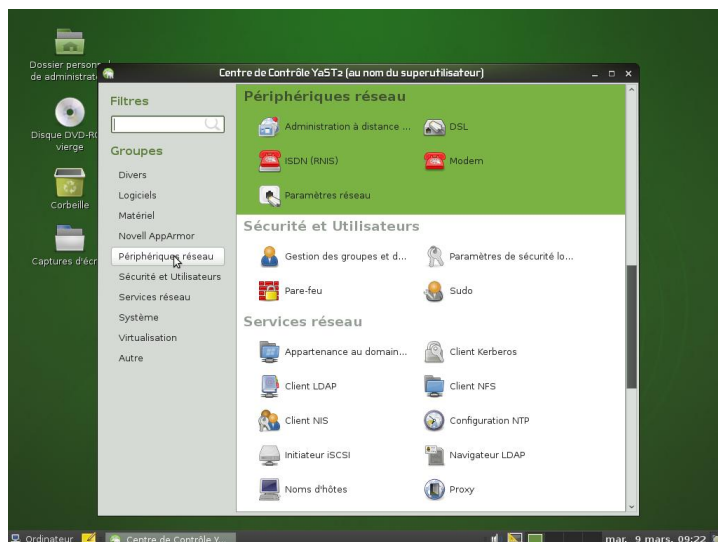 Dossier person
de administrat
Disque DVD-RO
vierge
Corbeille
Captures d'écr
Centre de Contrôle YaST2 (au nom du superutilisateur)
Filtres
Groupes
Divers
Logiciels
Matériel
Novell AppArmor
Périphériques réseau
Sécurité et Utilisateurs
Services réseau
Système
Virtualisation
Autre
Périphériques réseau
Administration à distance ...
DSL
ISDN (RNIS)
Modem
Paramètres réseau
Sécurité et Utilisateurs
Gestion des groupes et d...
Paramètres de sécurité lo...
Pare-feu
Sudo
Services réseau
Appartenance au domain...
Client Kerberos
Client LDAP
Client NFS
Client NIS
Configuration NTP
Initiateur iSCSI
Navigateur LDAP
Noms d'hôtes
Proxy
Ordinateur
Centre de Contrôle Y...
mar. 9 mars, 09:22